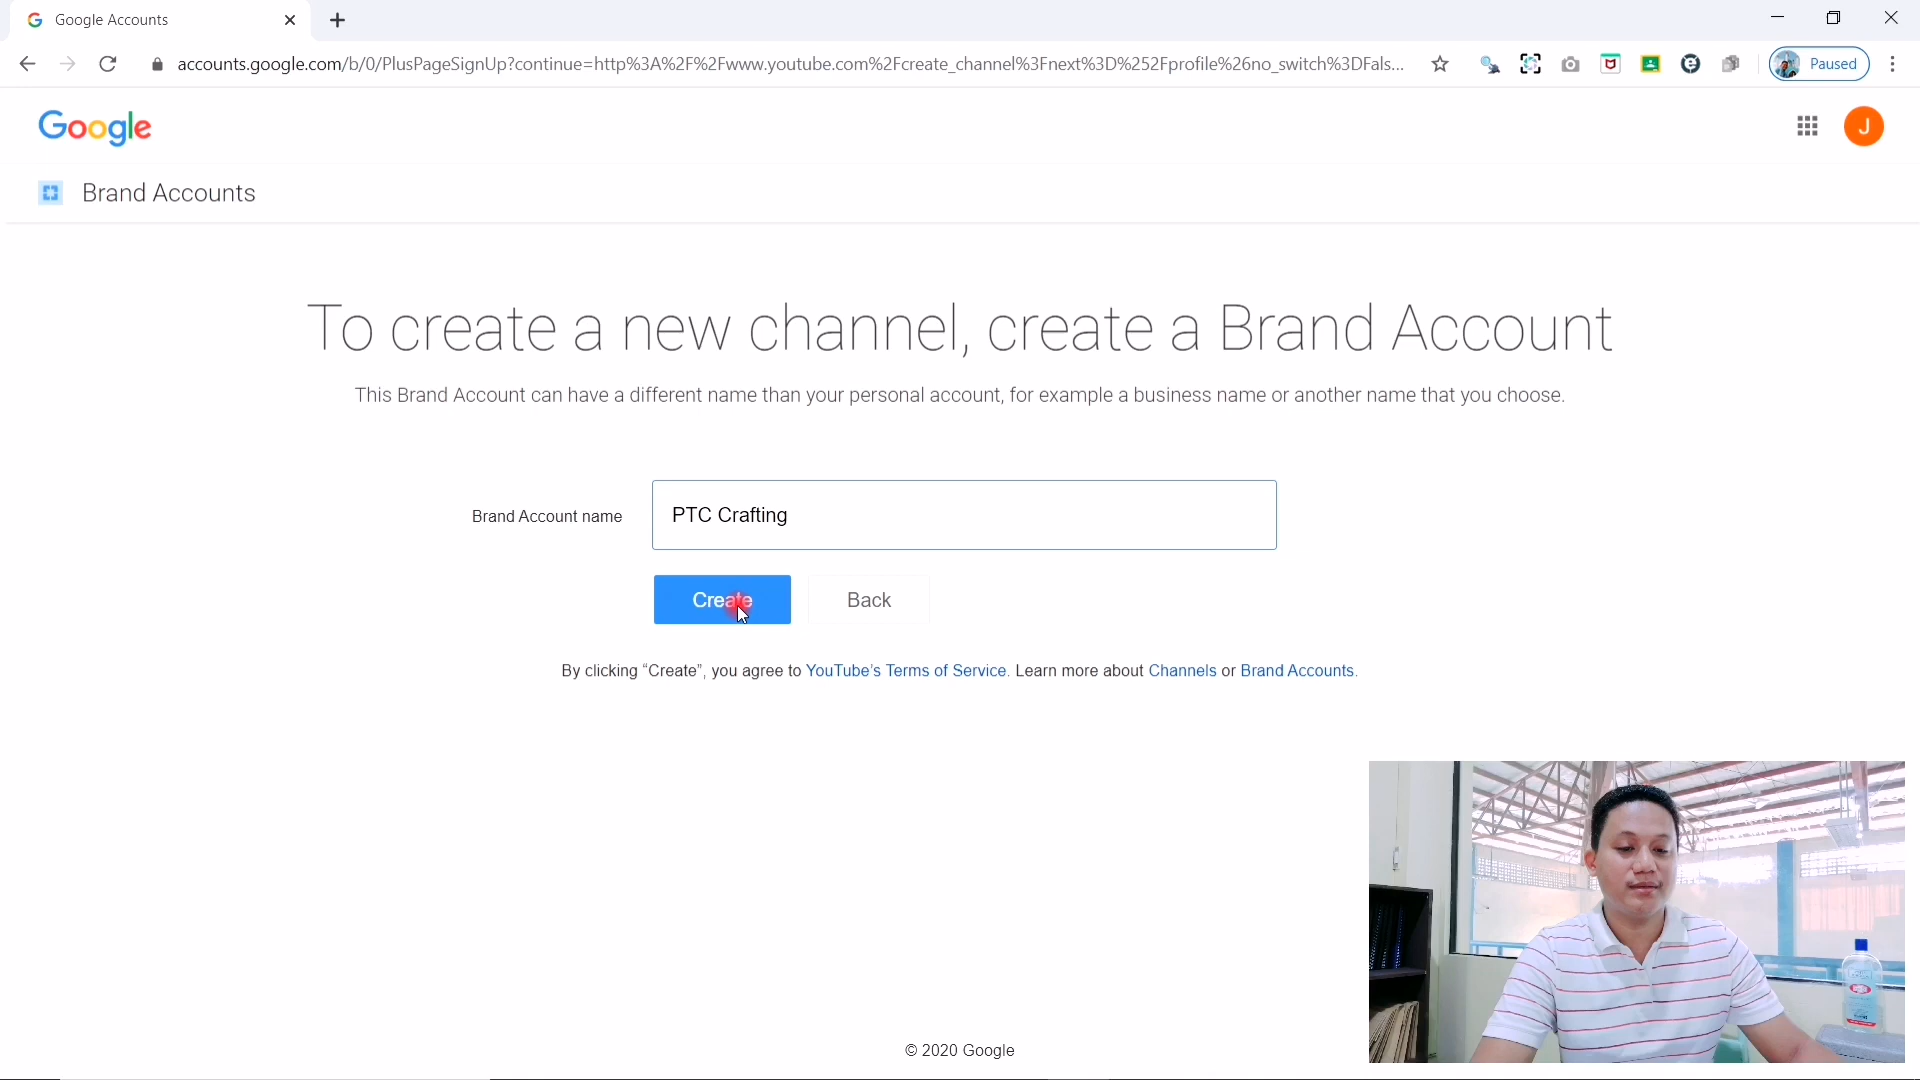 Google Accounts
accounts.google.com/b/0/PlusPageSignUp?continue=http%3A%2F%2Fwww.youtube.com%2Fcreate_channel%3Fnext%3D%252Fprofile%26no_switch%3DFals...
Paused
Google
J
Brand Accounts
To create a new channel, create a Brand Account
This Brand Account can have a different name than your personal account, for example a business name or another name that you choose.
Brand Account name
PTC Crafting
Create
Back
By clicking “Create”, you agree to YouTube's Terms of Service. Learn more about Channels or Brand Accounts.
© 2020 Google